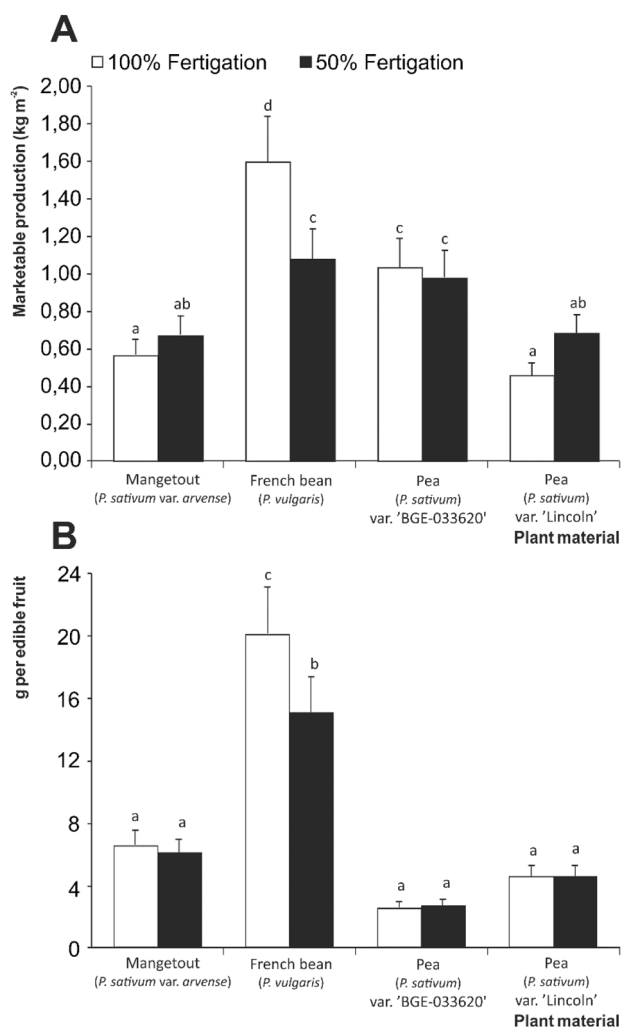 A
100% Fertigation 50% Fertigation
Marketable production (kg m-2)
2,00
1,80
1,60
1,40
1,20
1,00
0,80
0,60
0,40
0,20
0,00
a ab d c c c a ab
Mangetout French bean Pea Pea
(P. sativum var. arvense) (P. vulgaris) (P. sativum) (P. sativum)
var. 'BGE-033620' var. 'Lincoln'
Plant material
B
g per edible fruit
24
20
16
12
8
4
0
a a c b a a a a
Mangetout French bean Pea Pea
(P. sativum var. arvense) (P. vulgaris) (P. sativum) (P. sativum)
var. 'BGE-033620' var. 'Lincoln'
Plant material